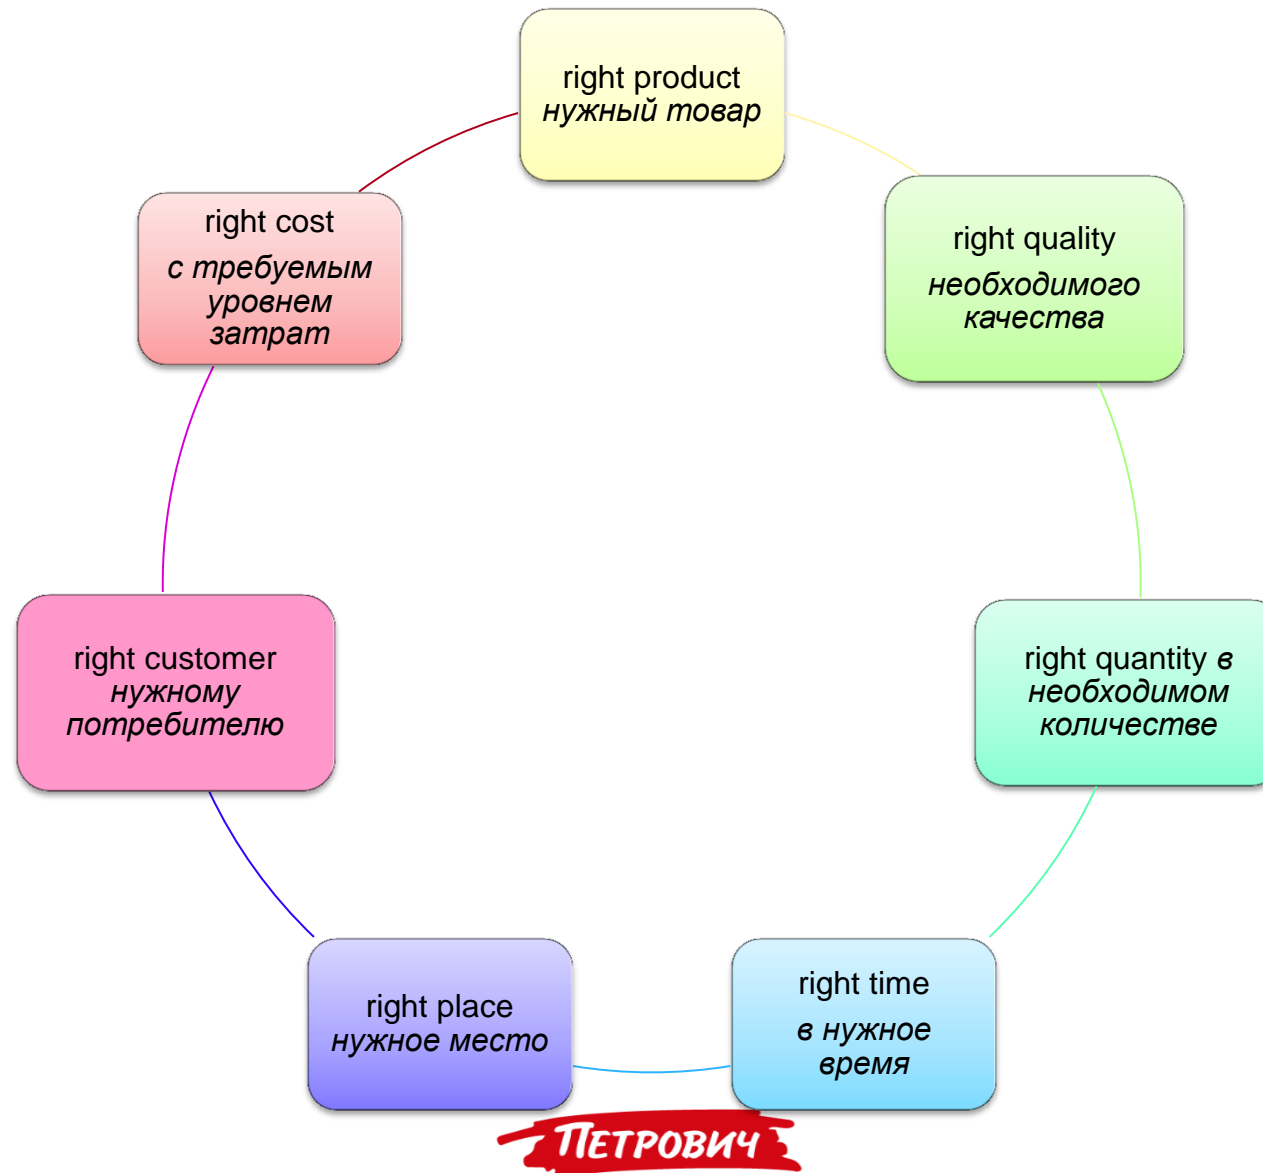 right product
нужный товар
right quality
необходимого
качества
right quantity в
необходимом
количестве
right time
в нужное
время
right place
нужное место
right customer
нужному
потребителю
right cost
с требуемым
уровнем
затрат
ПЕТРОВИЧ